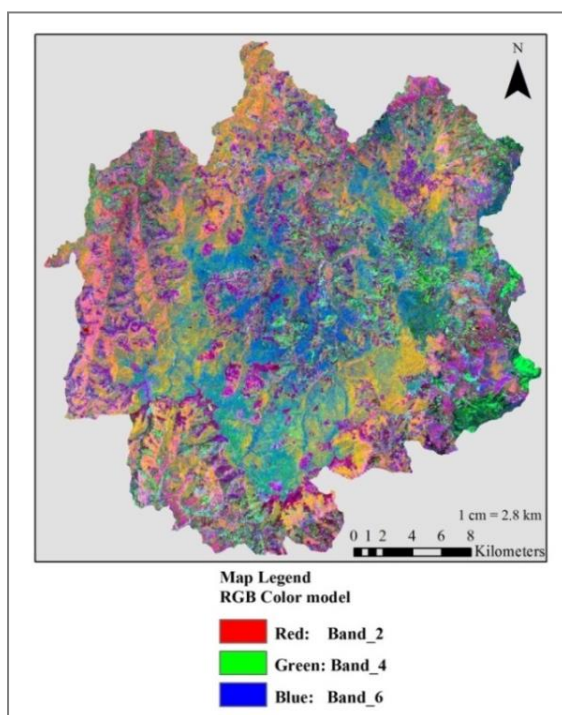 N
1 cm = 2.8 km
0 1 2 4 6 8
Kilometers
Map Legend
RGB Color model
Red: Band_2
Green: Band_4
Blue: Band_6